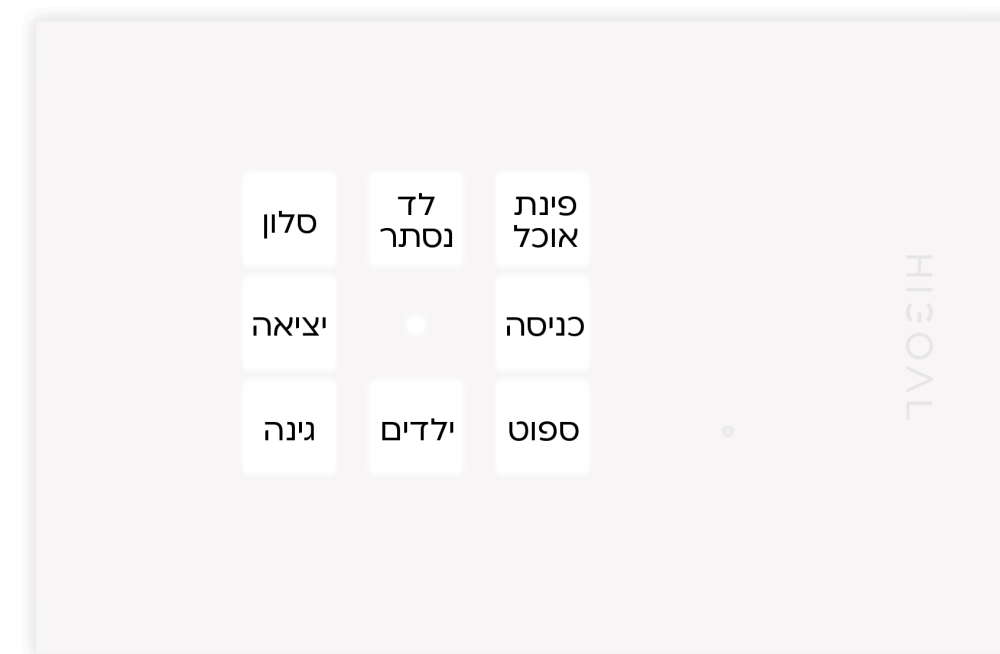 פינת
אוכל
לד
נסתר
סלון
כניסה
יציאה
ספוט
ילדים
גינה